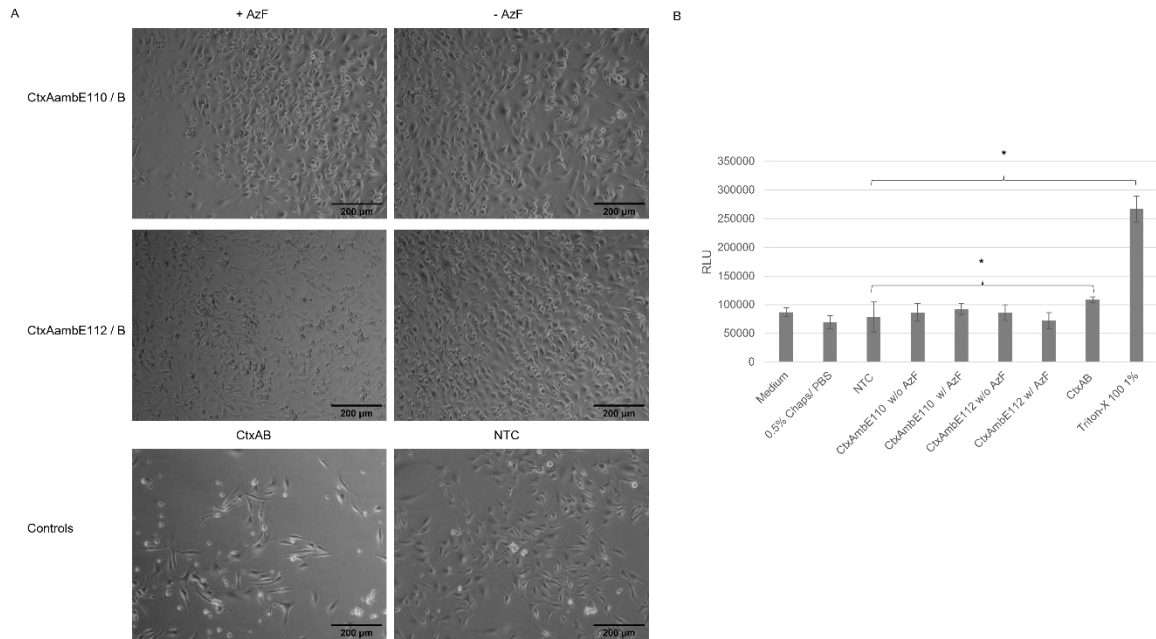 A
+ AzF
- AzF
CtxAambE110 / B
200 µm
200 µm
CtxAambE112 / B
200 µm
200 µm
CtxAB
NTC
Controls
200 µm
200 µm
B
RLU
350000
300000
250000
200000
150000
100000
50000
0
*
*
Medium
0.5% Chaps/ PBS
NTC
CtxAmbE110 w/o AzF
CtxAmbE110 w/ AzF
CtxAmbE112 w/o AzF
CtxAmbE112 w/ AzF
CtxAB
Triton-X 100 1%